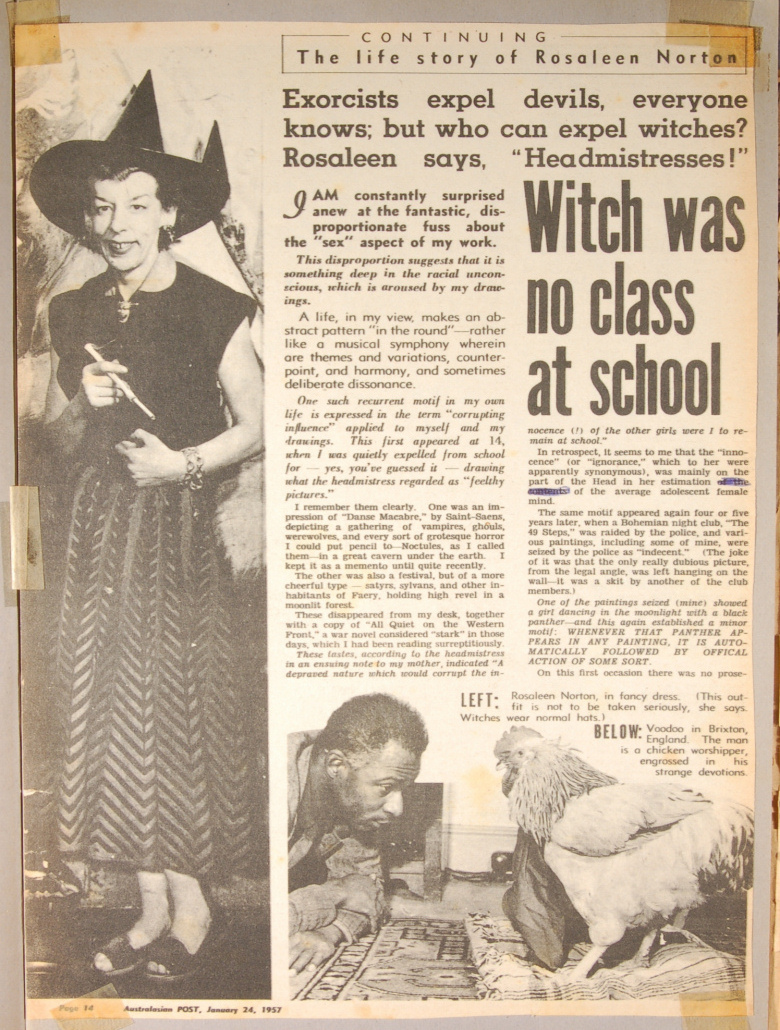 CONTINUING
The life story of Rosaleen Norton
Exorcists expel devils, everyone
knows; but who can expel witches?
Rosaleen says, "Headmistresses!"
Witch was
no class
at school
I AM constantly surprised
anew at the fantastic, dis-
proportionate fuss about
the "sex" aspect of my work.
This disproportion suggests that it is
something deep in the racial uncon-
scious, which is aroused by my draw-
ings.
A life, in my view, makes an ab-
stract pattern "in the round"—rather
like a musical symphony wherein
are themes and variations, counter-
point, and harmony, and sometimes
deliberate dissonance.
One such recurrent motif in my own
life is expressed in the term "corrupting
influence" applied to myself and my
drawings. This first appeared at 14,
when I was quietly expelled from school
for — yes, you've guessed it — drawing
what the headmistress regarded as "feelthy
pictures."
I remember them clearly. One was an im-
pression of "Danse Macabre," by Saint-Saens,
depicting a gathering of vampires, ghouls,
werewolves, and every sort of grotesque horror
I could put pencil to—Noctules, as I called
them—in a great cavern under the earth. I
kept it as a memento until quite recently.
The other was also a festival, but of a more
cheerful type — satyrs, sylvans, and other in-
habitants of Faery, holding high revel in a
moonlit forest.
These disappeared from my desk, together
with a copy of "All Quiet on the Western
Front," a war novel considered "stark" in those
days, which I had been reading surreptitiously.
These tastes, according to the headmistress
in an ensuing note to my mother, indicated "A
depraved nature which would corrupt the in-
nocence (!) of the other girls were I to re-
main at school."
In retrospect, it seems to me that the "inno-
cence" (or "ignorance," which to her were
apparently synonymous), was mainly on the
part of the Head in her estimation of the
contents of the average adolescent female
mind.
The same motif appeared again four or five
years later, when a Bohemian night club, "The
49 Steps," was raided by the police, and vari-
ous paintings, including some of mine, were
seized by the police as "indecent." (The joke
of it was that the only really dubious picture,
from the legal angle, was left hanging on the
wall—it was a skit by another of the club
members.)
One of the paintings seized (mine) showed
a girl dancing in the moonlight with a black
panther—and this again established a minor
motif; WHENEVER THAT PANTHER AP-
PEARS IN ANY PAINTING, IT IS AUTO-
MATICALLY FOLLOWED BY OFFICAL
ACTION OF SOME SORT.
On this first occasion there was no prose-
LEFT: Rosaleen Norton, in fancy dress. (This out-
fit is not to be taken seriously, she says.
Witches wear normal hats.)
BELOW: Voodoo in Brixton,
England. The man
is a chicken worshipper,
engrossed in his
strange devotions.
Page 14 Australasian POST, January 24, 1957